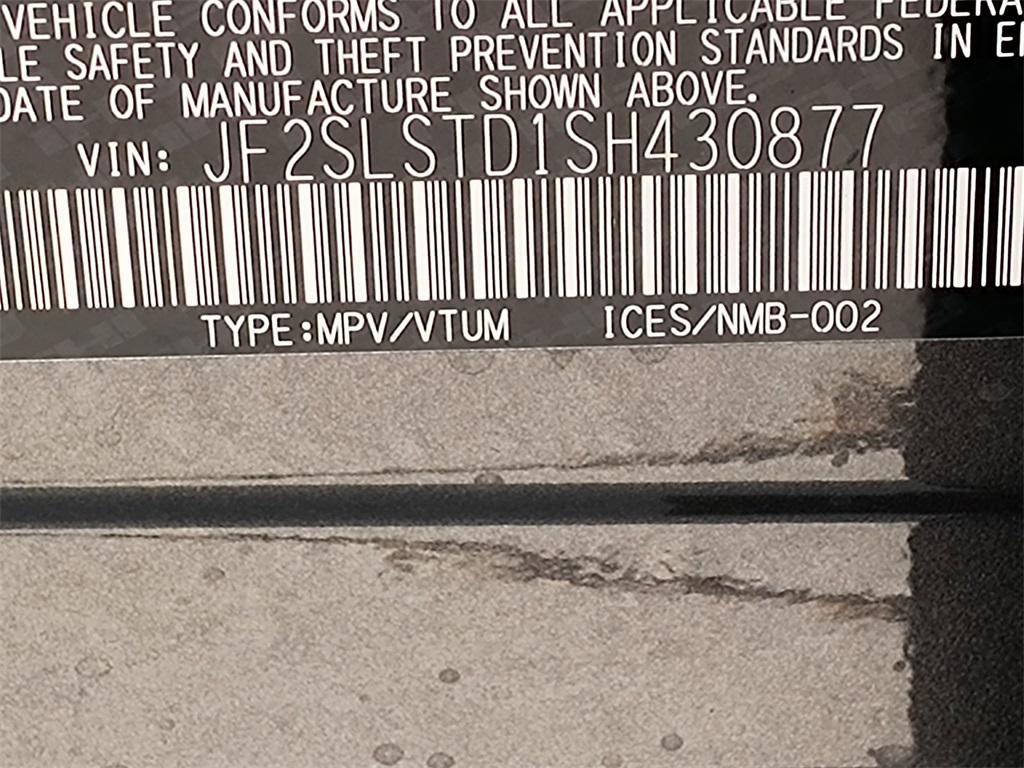 VEHICLE CONFORMS TO ALL APPLICABLE
SAFETY AND THEFT PREVENTION STANDARDS IN
DATE OF MANUFACTURE SHOWN ABOVE.
VIN: JF2SLSTD1SH430877
TYPE:MPV/VTUM ICES/NMB-002